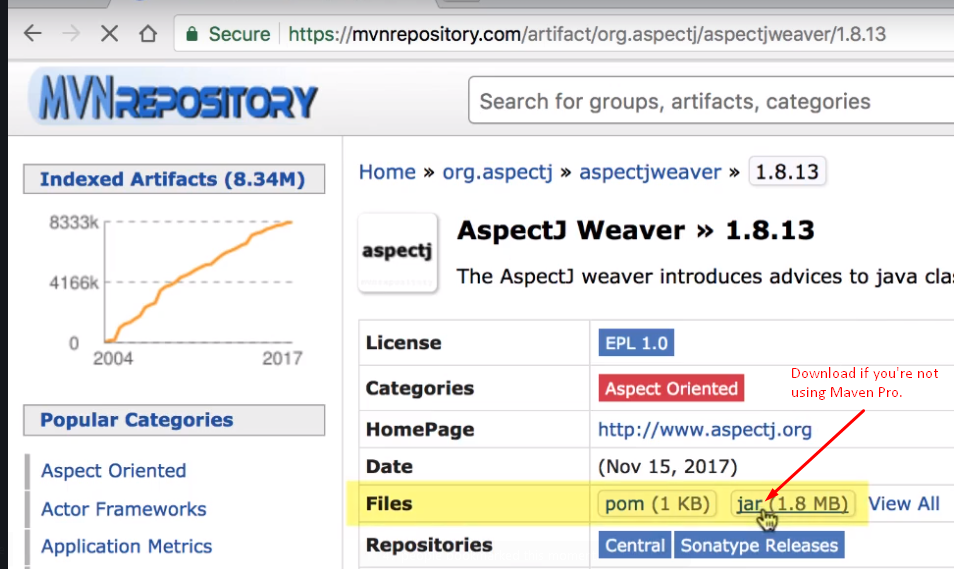 Secure https://mvnrepository.com/artifact/org.aspectj/aspectjweaver/1.8.13
MVNREPOSITORY
Search for groups, artifacts, categories
Indexed Artifacts (8.34M)
8333k
4166k
0
2004 2017
Popular Categories
Aspect Oriented
Actor Frameworks
Application Metrics
Home » org.aspectj » aspectjweaver » 1.8.13
aspectj
AspectJ Weaver » 1.8.13
The AspectJ weaver introduces advices to java clas
License EPL 1.0
Categories Aspect Oriented
Download if you're not
using Maven Pro.
HomePage http://www.aspectj.org
Date (Nov 15, 2017)
Files pom (1 KB) jar (1.8 MB) View All
Repositories Central Sonatype Releases